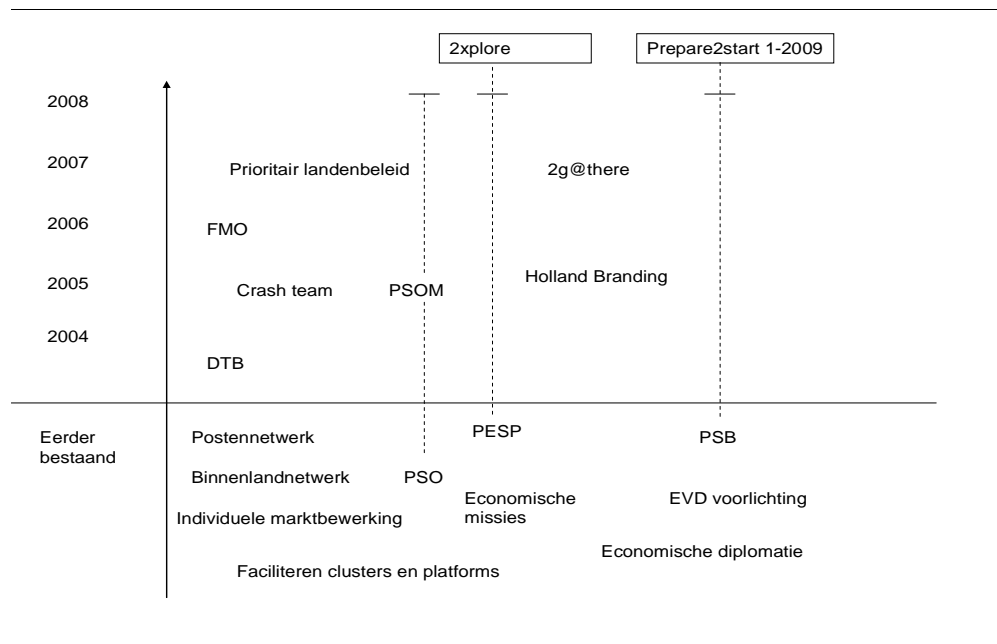 2xplore
Prepare2start 1-2009
2008
2007
Prioritair landenbeleid
2g@there
2006
FMO
2005
Crash team
PSOM
Holland Branding
2004
DTB
Eerder
bestaand
Postennetwerk
PESP
PSB
Binnenlandnetwerk
PSO
Economische
missies
EVD voorlichting
Individuele marktbewerking
Economische diplomatie
Faciliteren clusters en platforms